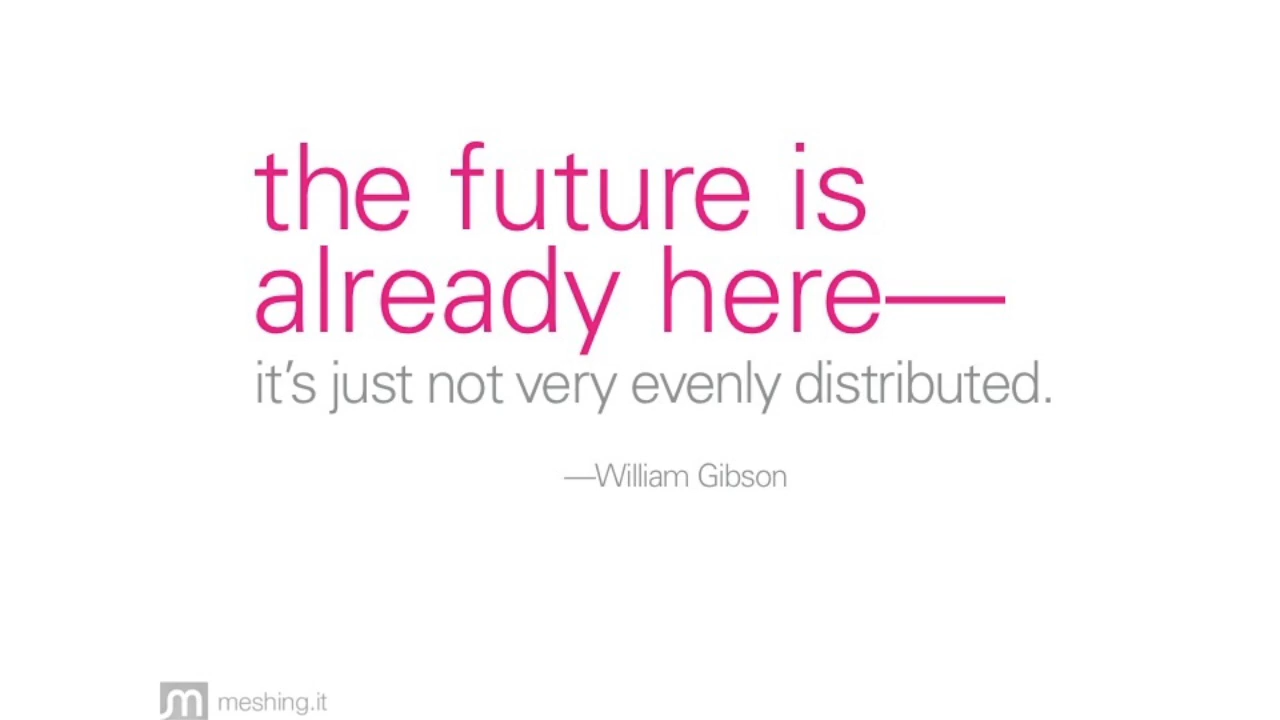 the future is
already here—
it’s just not very evenly distributed.
—William Gibson
m meshing.it